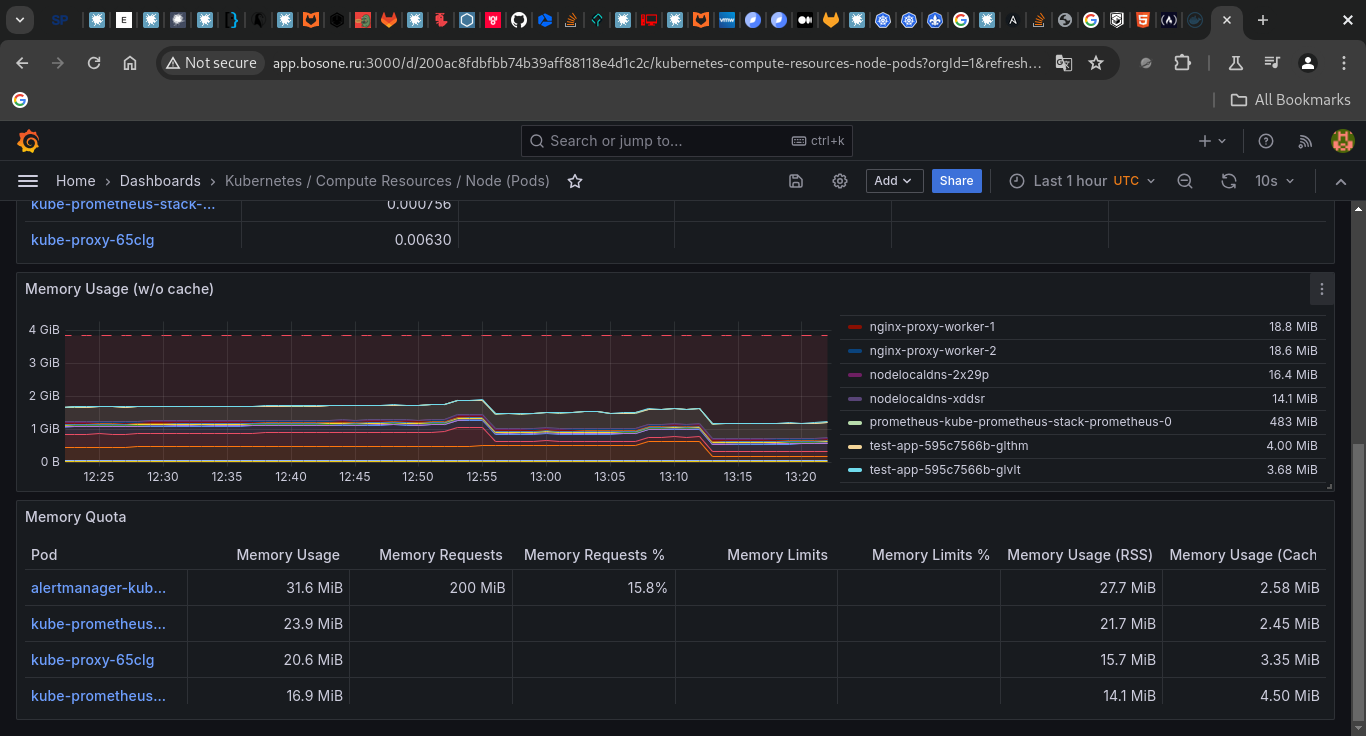 SP
E
vmw
A
Not secure
app.bosone.ru:3000/d/200ac8fdbfbb74b39aff88118e4d1c2c/kubernetes-compute-resources-node-pods?orgId=1&refresh…
All Bookmarks
Search or jump to...
ctrl+k
Home › Dashboards › Kubernetes / Compute Resources / Node (Pods)
Add
Share
Last 1 hour UTC
10s
kube-prometheus-stack-... 0.000756
kube-proxy-65clg 0.00630
Memory Usage (w/o cache)
4 GiB
3 GiB
2 GiB
1 GiB
0 B
12:25 12:30 12:35 12:40 12:45 12:50 12:55 13:00 13:05 13:10 13:15 13:20
nginx-proxy-worker-1 18.8 MiB
nginx-proxy-worker-2 18.6 MiB
nodelocaldns-2x29p 16.4 MiB
nodelocaldns-xddsr 14.1 MiB
prometheus-kube-prometheus-stack-prometheus-0 483 MiB
test-app-595c7566b-glthm 4.00 MiB
test-app-595c7566b-glvlt 3.68 MiB
Memory Quota
Pod Memory Usage Memory Requests Memory Requests % Memory Limits Memory Limits % Memory Usage (RSS) Memory Usage (Cach
alertmanager-kub... 31.6 MiB 200 MiB 15.8% 27.7 MiB 2.58 MiB
kube-prometheus... 23.9 MiB 21.7 MiB 2.45 MiB
kube-proxy-65clg 20.6 MiB 15.7 MiB 3.35 MiB
kube-prometheus... 16.9 MiB 14.1 MiB 4.50 MiB